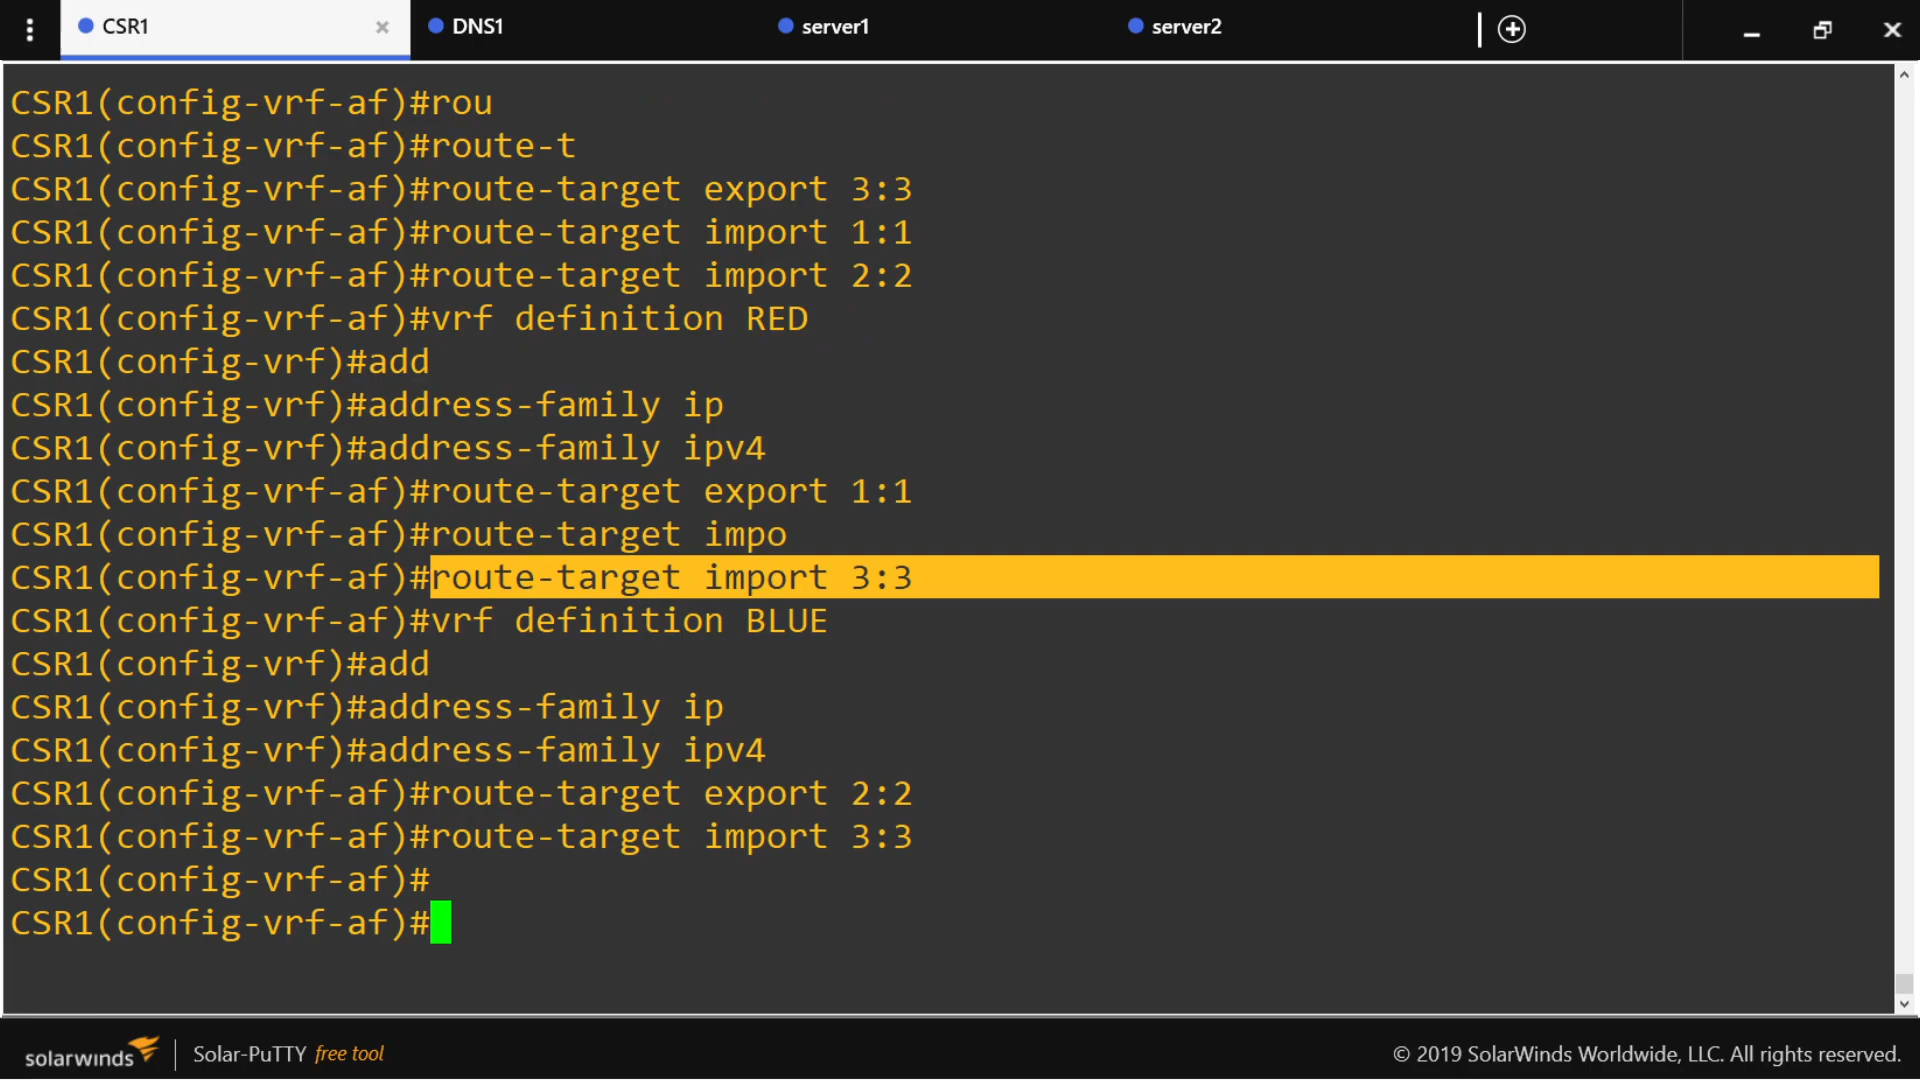 CSR1
DNS1
server1
server2
CSR1(config-vrf-af)#rou
CSR1(config-vrf-af)#route-t
CSR1(config-vrf-af)#route-target export 3:3
CSR1(config-vrf-af)#route-target import 1:1
CSR1(config-vrf-af)#route-target import 2:2
CSR1(config-vrf-af)#vrf definition RED
CSR1(config-vrf)#add
CSR1(config-vrf)#address-family ip
CSR1(config-vrf)#address-family ipv4
CSR1(config-vrf-af)#route-target export 1:1
CSR1(config-vrf-af)#route-target impo
CSR1(config-vrf-af)#route-target import 3:3
CSR1(config-vrf-af)#vrf definition BLUE
CSR1(config-vrf)#add
CSR1(config-vrf)#address-family ip
CSR1(config-vrf)#address-family ipv4
CSR1(config-vrf-af)#route-target export 2:2
CSR1(config-vrf-af)#route-target import 3:3
CSR1(config-vrf-af)#
CSR1(config-vrf-af)#
solarwinds
Solar-PuTTY free tool
© 2019 SolarWinds Worldwide, LLC. All rights reserved.